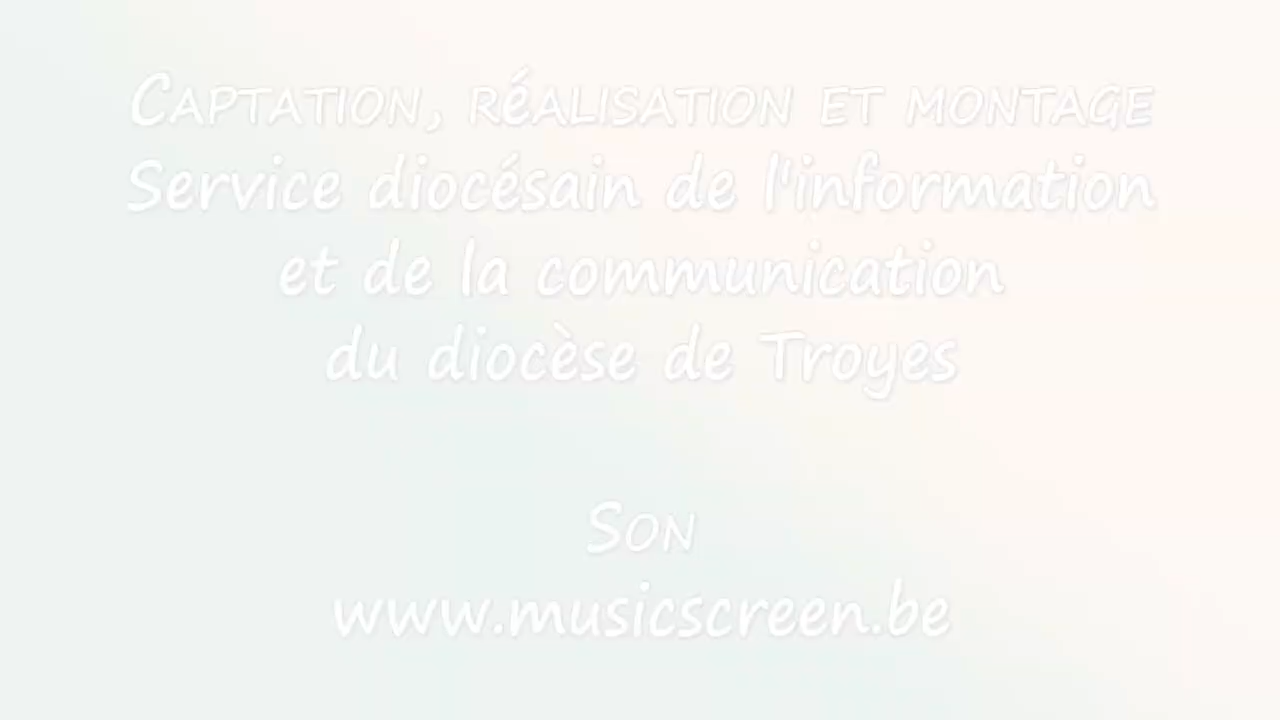 CAPTATION, RéALISATION ET MONTAGE
Service diocésain de l'information
et de la communication
du diocèse de Troyes
SON
www.musicscreen.be